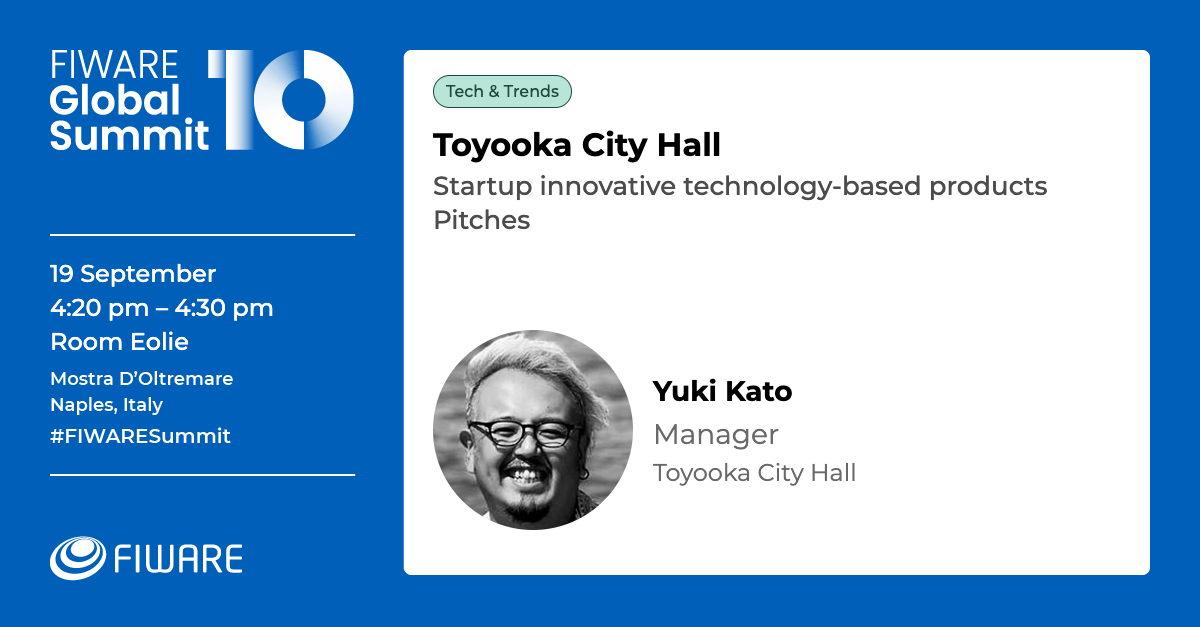 FIWARE
Global
Summit
10
19 September
4:20 pm – 4:30 pm
Room Eolie
Mostra D’Oltremare
Naples, Italy
#FIWARESummit
FIWARE
Tech & Trends
Toyooka City Hall
Startup innovative technology-based products
Pitches
Yuki Kato
Manager
Toyooka City Hall